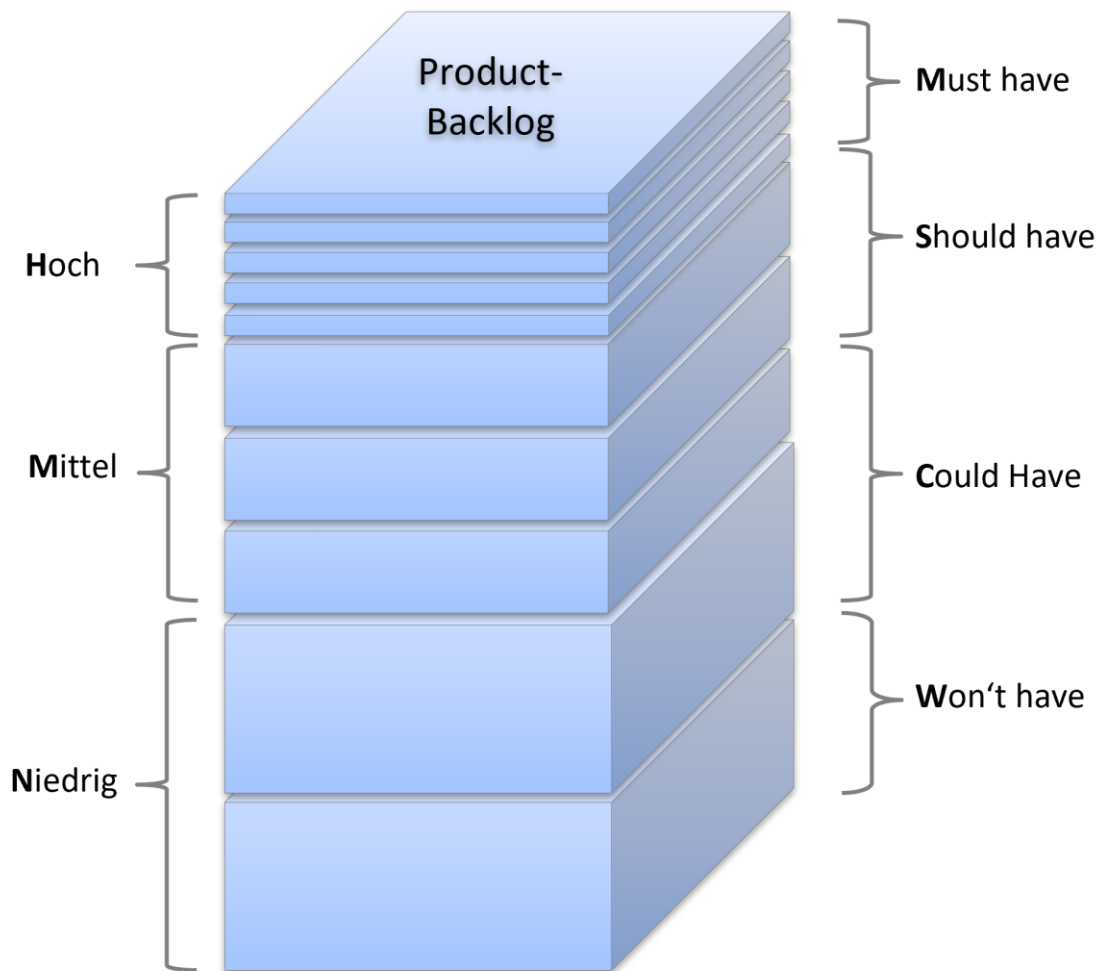 Product-
Backlog
Hoch
Mittel
Niedrig
Must have
Should have
Could Have
Won‘t have